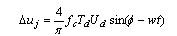 Δu_j = 4/π f_c T_d U_d sin(ϕ − wt)